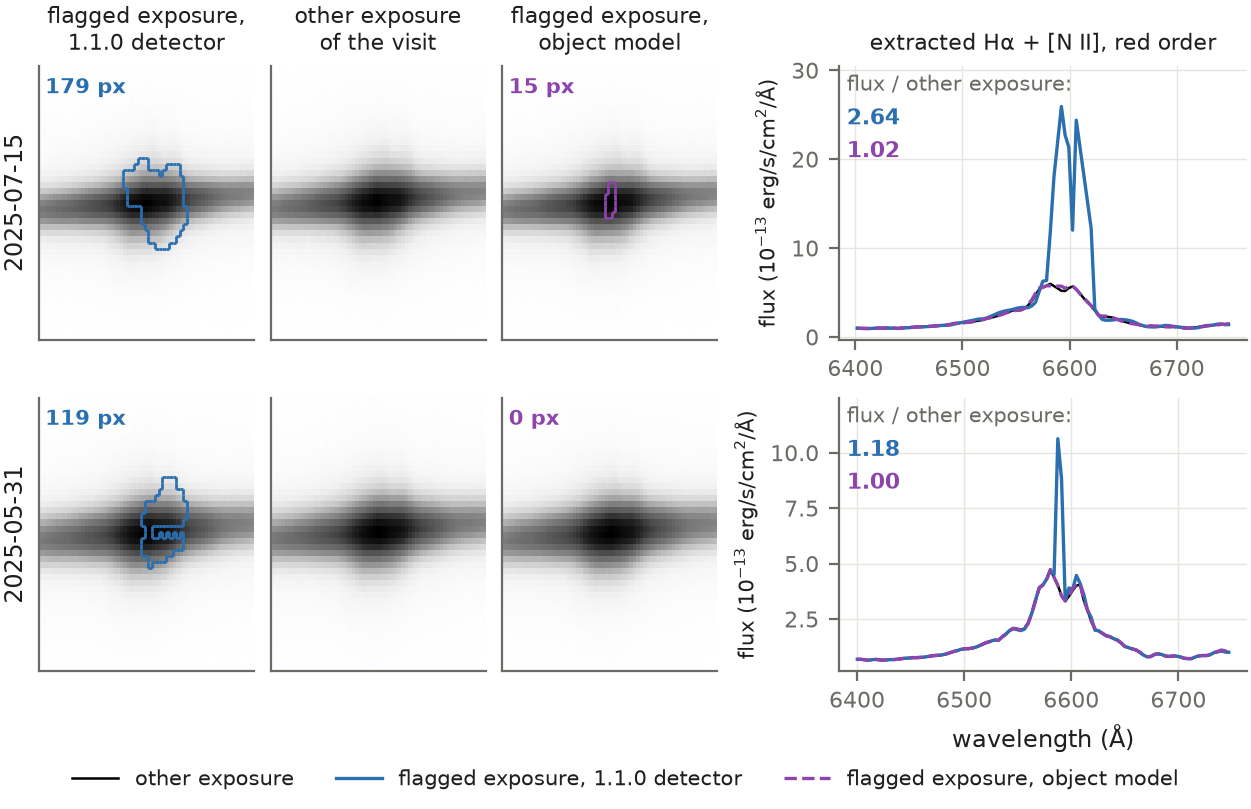 flagged exposure,
1.1.0 detector
other exposure
of the visit
flagged exposure,
object model
extracted Hα + [N II], red order
2025-07-15
179 px
15 px
flux (10⁻¹³ erg/s/cm²/Å)
30
20
10
0
flux / other exposure:
2.64
1.02
6400
6500
6600
6700
2025-05-31
119 px
0 px
flux (10⁻¹³ erg/s/cm²/Å)
10.0
7.5
5.0
2.5
flux / other exposure:
1.18
1.00
6400
6500
6600
6700
wavelength (Å)
other exposure
flagged exposure, 1.1.0 detector
flagged exposure, object model